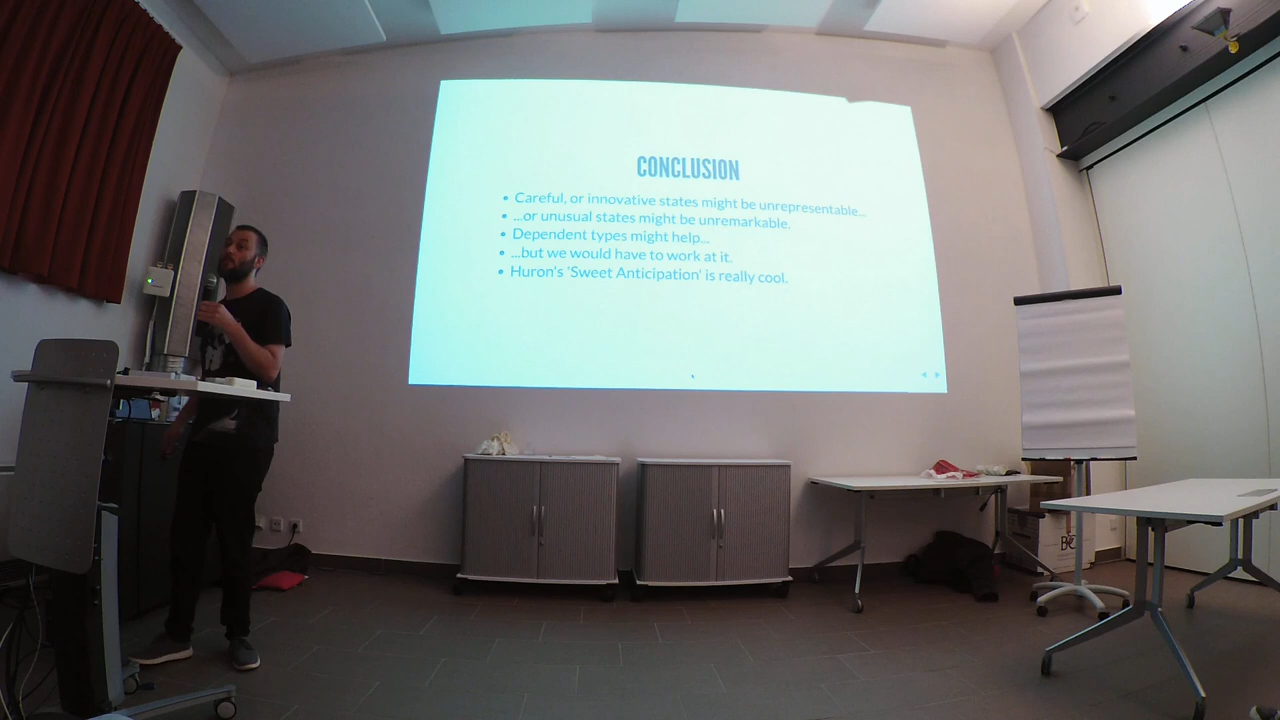 CONCLUSION
• Careful, or innovative states might be unrepresentable...
• ...or unusual states might be unremarkable.
• Dependent types might help...
• ...but we would have to work at it.
• Huron's 'Sweet Anticipation' is really cool.